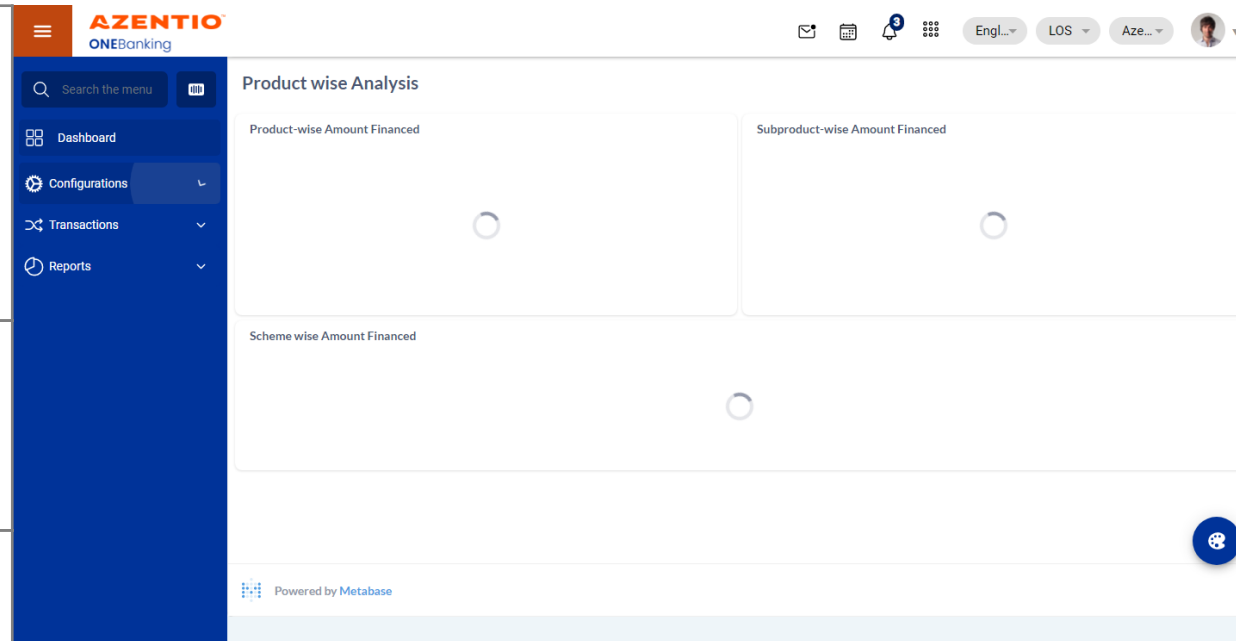 AZENTIO
ONEBanking
3
Engl...
LOS
Aze...
Search the menu
Dashboard
Configurations
Transactions
Reports
Product wise Analysis
Product-wise Amount Financed
Subproduct-wise Amount Financed
Scheme wise Amount Financed
Powered by Metabase